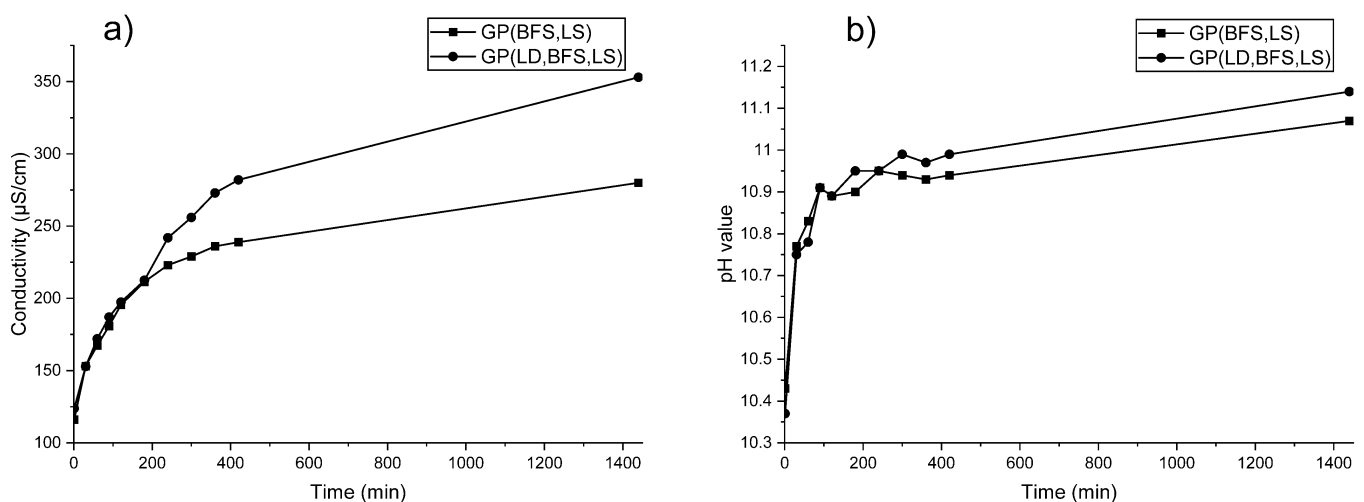 a)
GP(BFS,LS)
GP(LD,BFS,LS)
350
300
250
200
150
100
Conductivity (µS/cm)
0 200 400 600 800 1000 1200 1400
Time (min)
b)
GP(BFS,LS)
GP(LD,BFS,LS)
11.2
11.1
11
10.9
10.8
10.7
10.6
10.5
10.4
10.3
pH value
0 200 400 600 800 1000 1200 1400
Time (min)